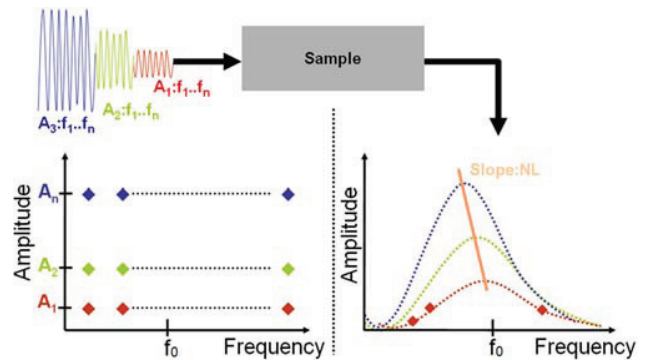 Sample
A₁:f₁..fₙ
A₂:f₁..fₙ
A₃:f₁..fₙ
Amplitude
Aₙ
A₂
A₁
f₀
Frequency
Slope:NL
Amplitude
f₀
Frequency